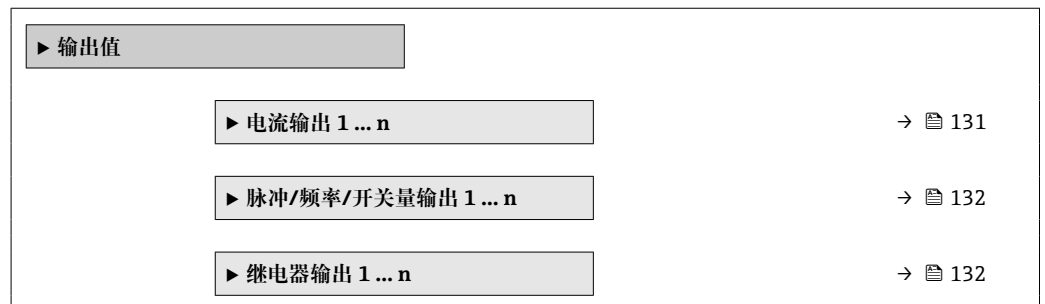 ▶ 输出值
▶ 电流输出 1 … n → 131
▶ 脉冲/频率/开关量输出 1 … n → 132
▶ 继电器输出 1 … n → 132